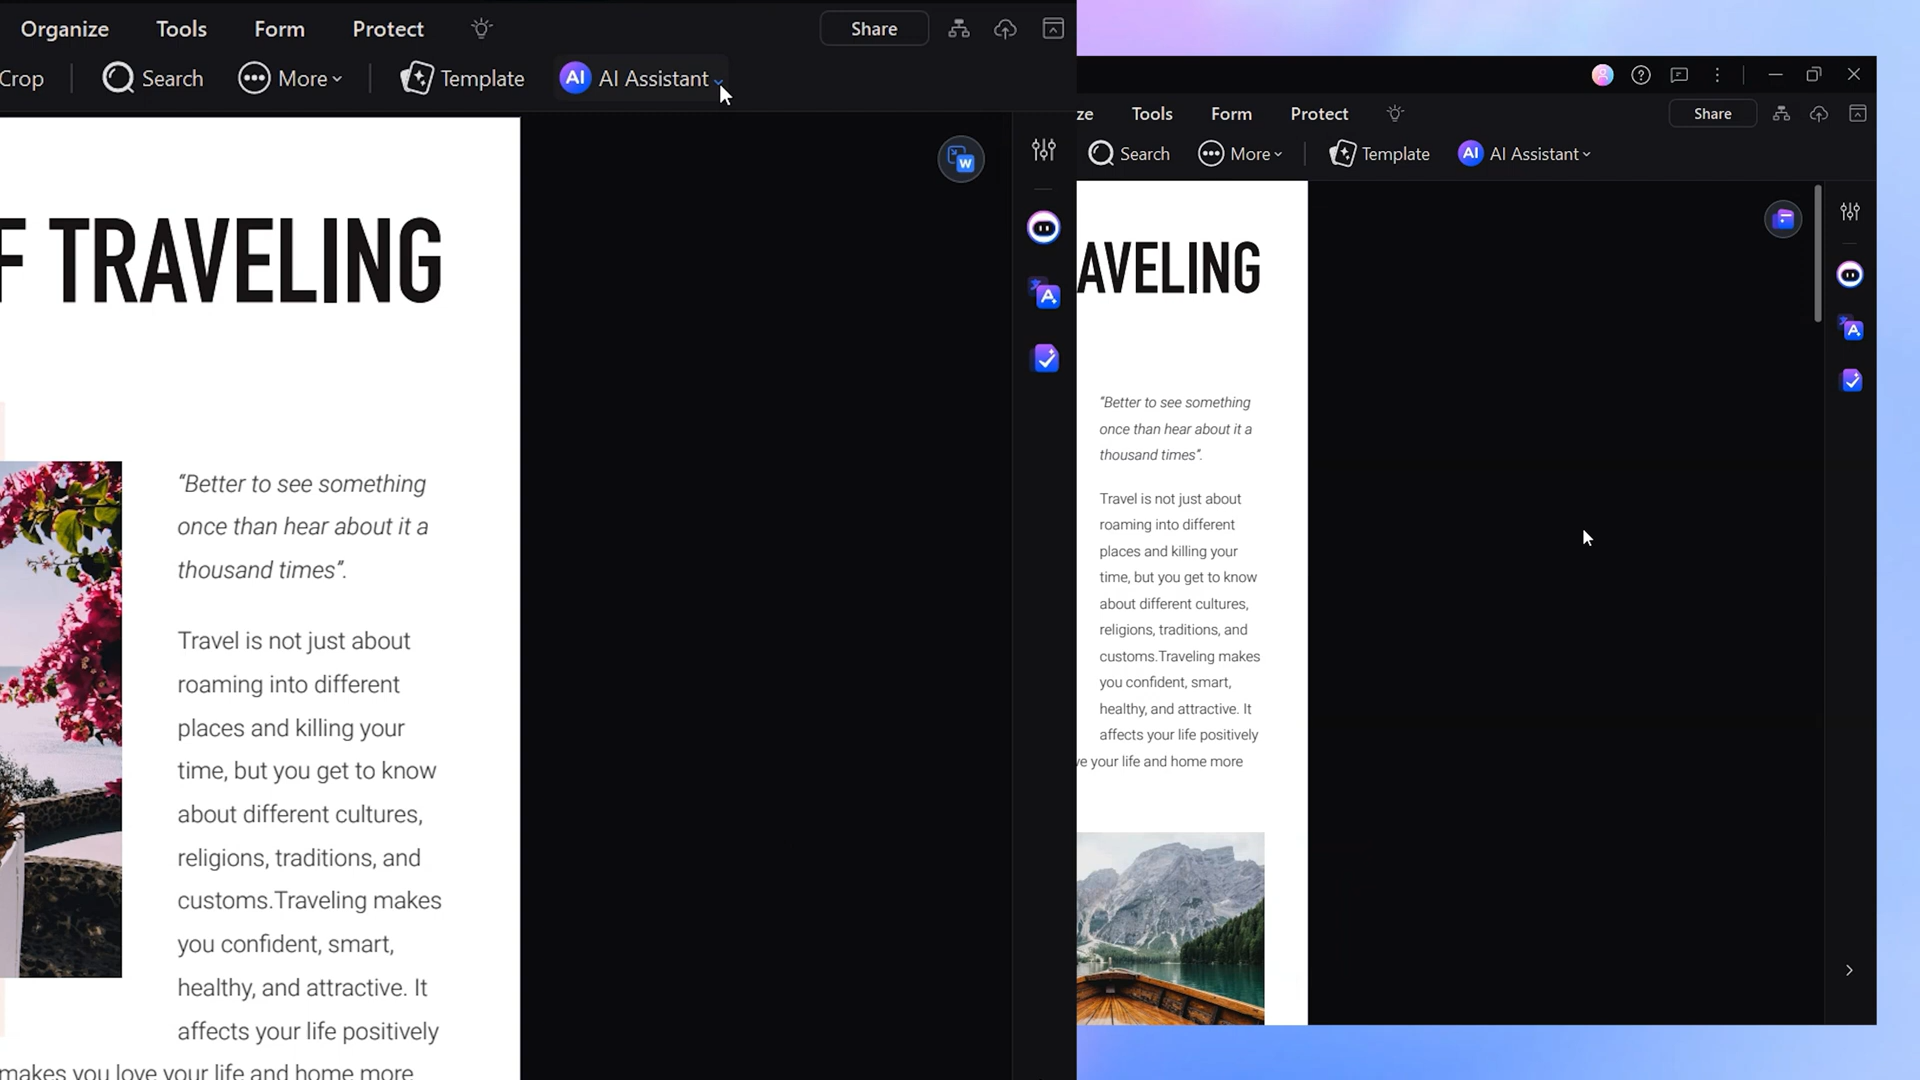 Organize Tools Form Protect Share
Crop Search More Template AI AI Assistant
W
F TRAVELING
A
“Better to see something
once than hear about it a
thousand times”.
Travel is not just about
roaming into different
places and killing your
time, but you get to know
about different cultures,
religions, traditions, and
customs.Traveling makes
you confident, smart,
healthy, and attractive. It
affects your life positively
makes you love your life and home more
ze Tools Form Protect Share
Search More Template AI AI Assistant
AVELING
A
“Better to see something
once than hear about it a
thousand times”.
Travel is not just about
roaming into different
places and killing your
time, but you get to know
about different cultures,
religions, traditions, and
customs.Traveling makes
you confident, smart,
healthy, and attractive. It
affects your life positively
ve your life and home more